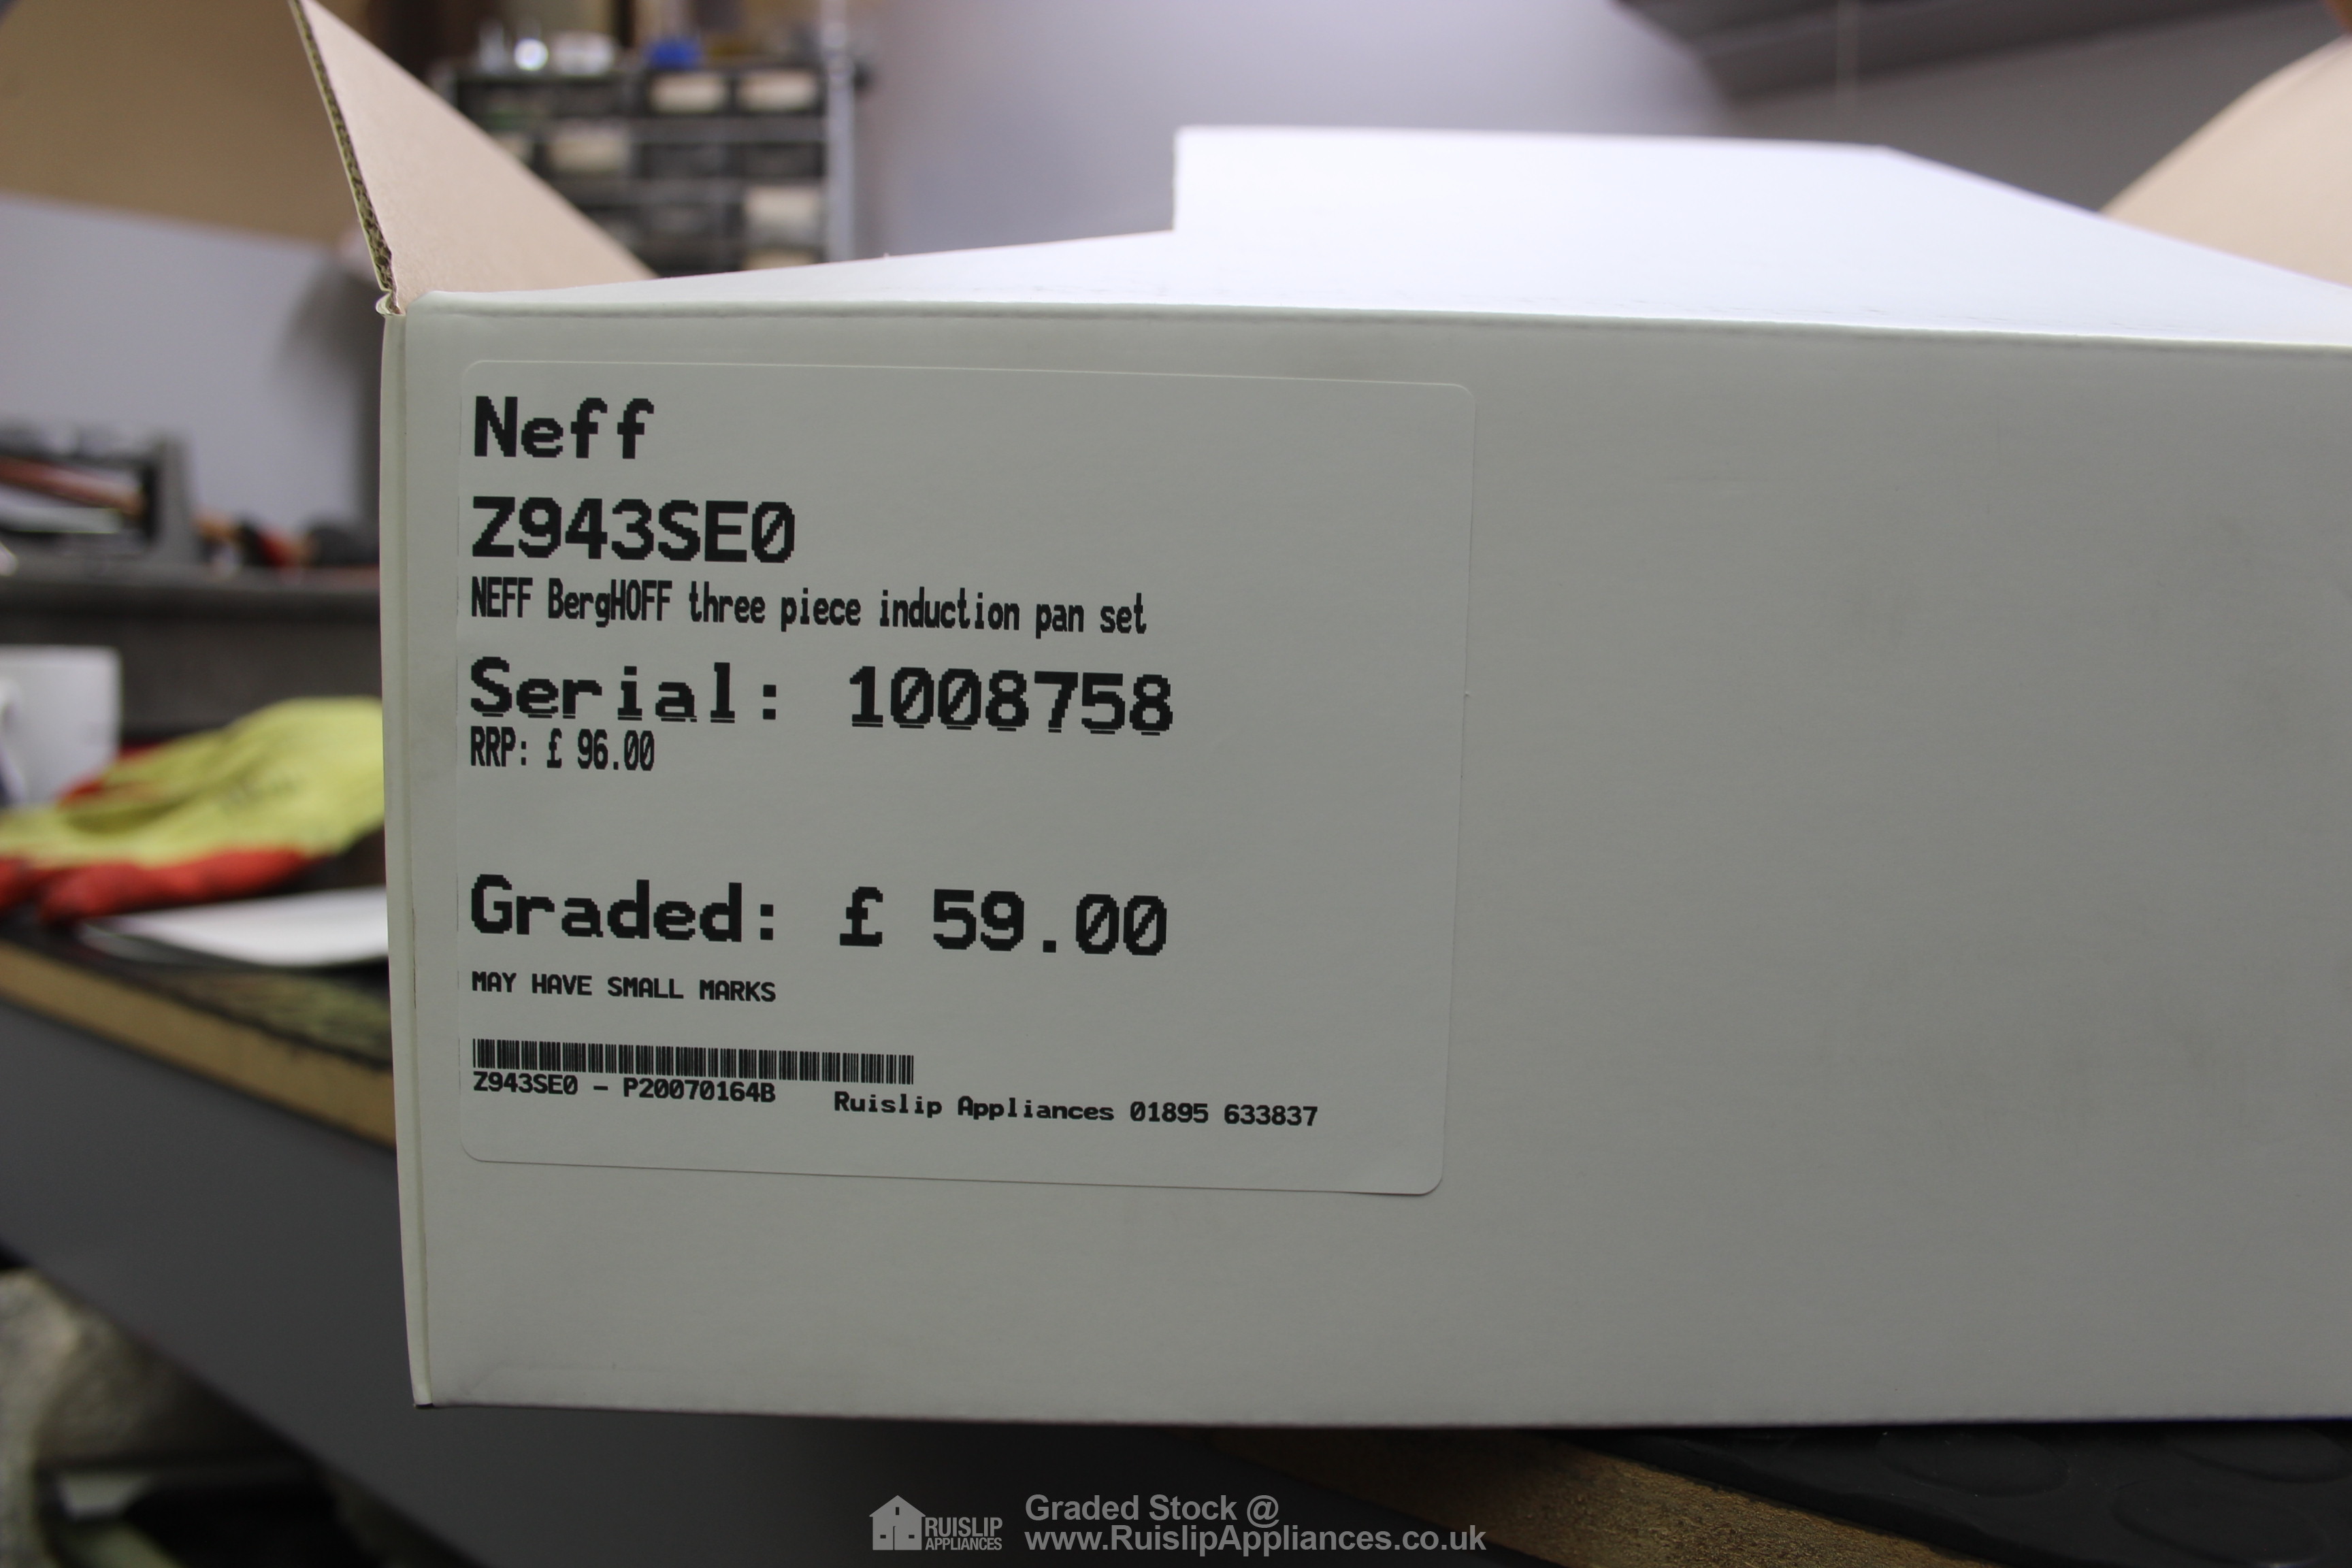 Neff
Z943SE0
NEFF BergHOFF three piece induction pan set
Serial: 1008758
RRP: £ 96.00
Graded: £ 59.00
MAY HAVE SMALL MARKS
Z943SE0 - P20070164B
Ruislip Appliances 01895 633837
RUISLIP
APPLIANCES
Graded Stock @
www.RuislipAppliances.co.uk